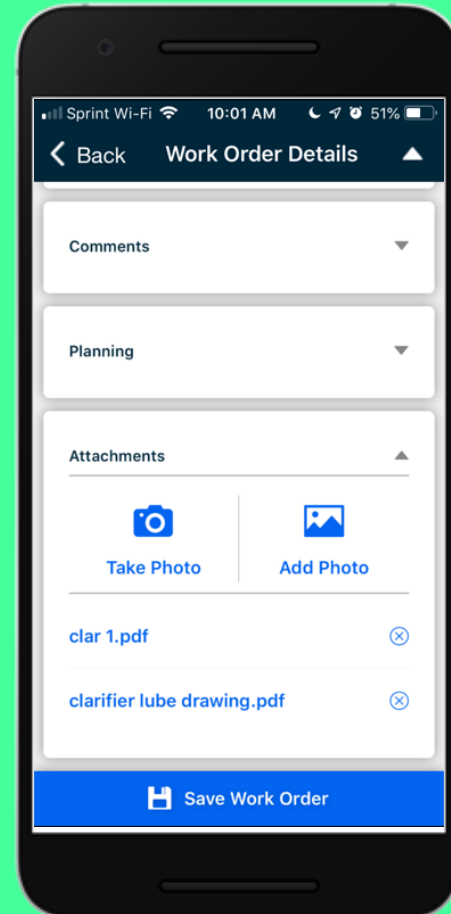 Sprint Wi-Fi 10:01 AM 51%
Back Work Order Details
Comments
Planning
Attachments
Take Photo Add Photo
clar 1.pdf
clarifier lube drawing.pdf
Save Work Order